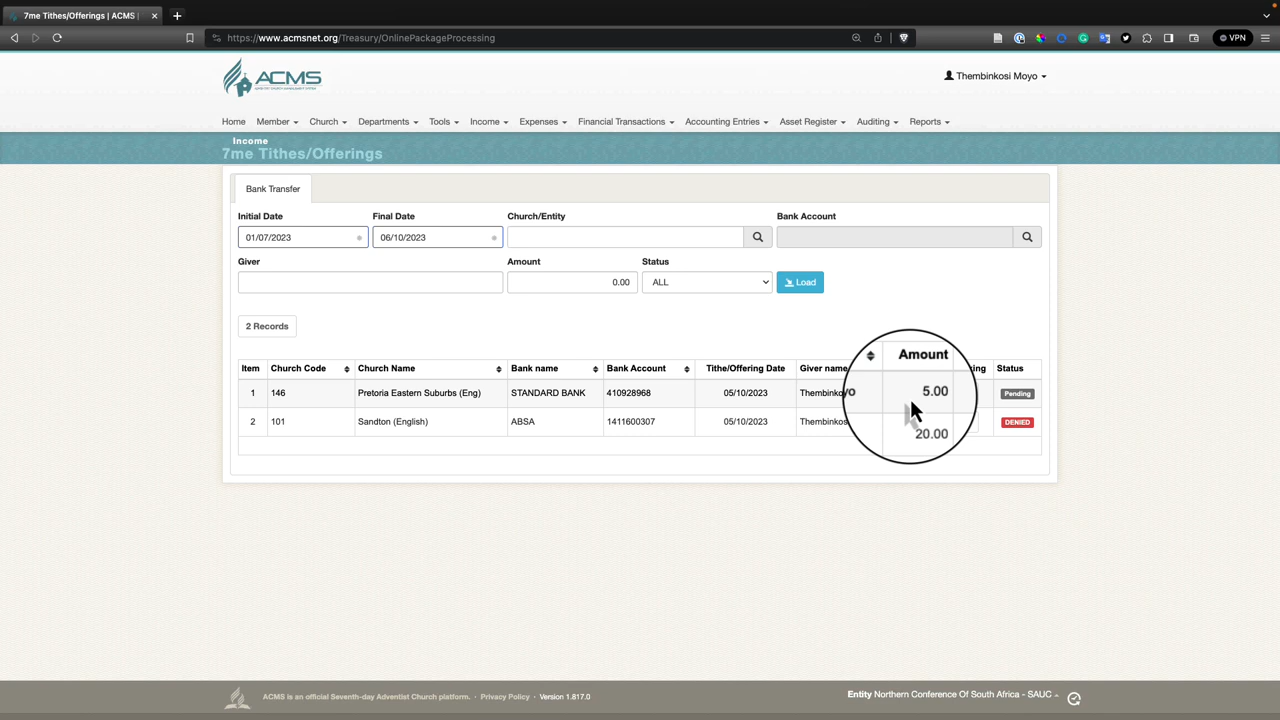 7me Tithes/Offerings | ACMS |
https://www.acmsnet.org/Treasury/OnlinePackageProcessing
VPN
ACMS
Thembinkosi Moyo
Home Member Church Departments Tools Income Expenses Financial Transactions Accounting Entries Asset Register Auditing Reports
Income
7me Tithes/Offerings
Bank Transfer
Initial Date Final Date Church/Entity Bank Account
01/07/2023 06/10/2023
Giver Amount Status
0.00 ALL Load
2 Records
Item Church Code Church Name Bank name Bank Account Tithe/Offering Date Giver name Amount Status
1 146 Pretoria Eastern Suburbs (Eng) STANDARD BANK 410928968 05/10/2023 5.00 Pending
2 101 Sandton (English) ABSA 1411600307 05/10/2023 20.00 DENIED
ACMS is an official Seventh-day Adventist Church platform. · Privacy Policy · Version 1.817.0
Entity Northern Conference Of South Africa - SAUC